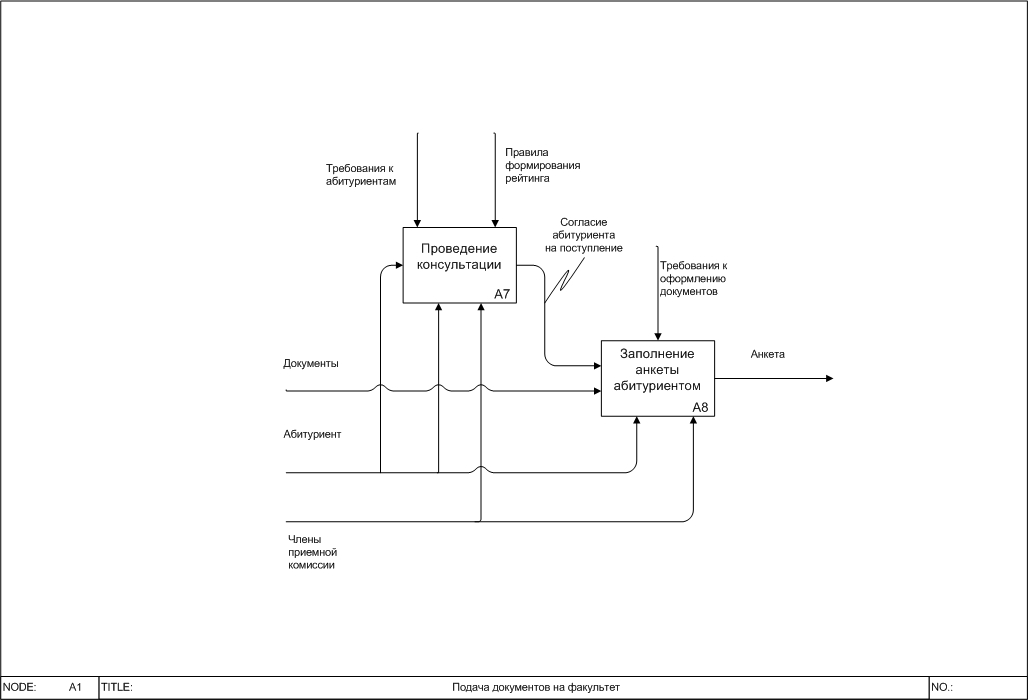 Требования к
абитуриентам
Правила
формирования
рейтинга
Проведение
консультации
A7
Согласие
абитуриента
на поступление
Требования к
оформлению
документов
Заполнение
анкеты
абитуриентом
A8
Анкета
Документы
Абитуриент
Члены
приемной
комиссии
NODE: A1 TITLE: Подача документов на факультет NO.: